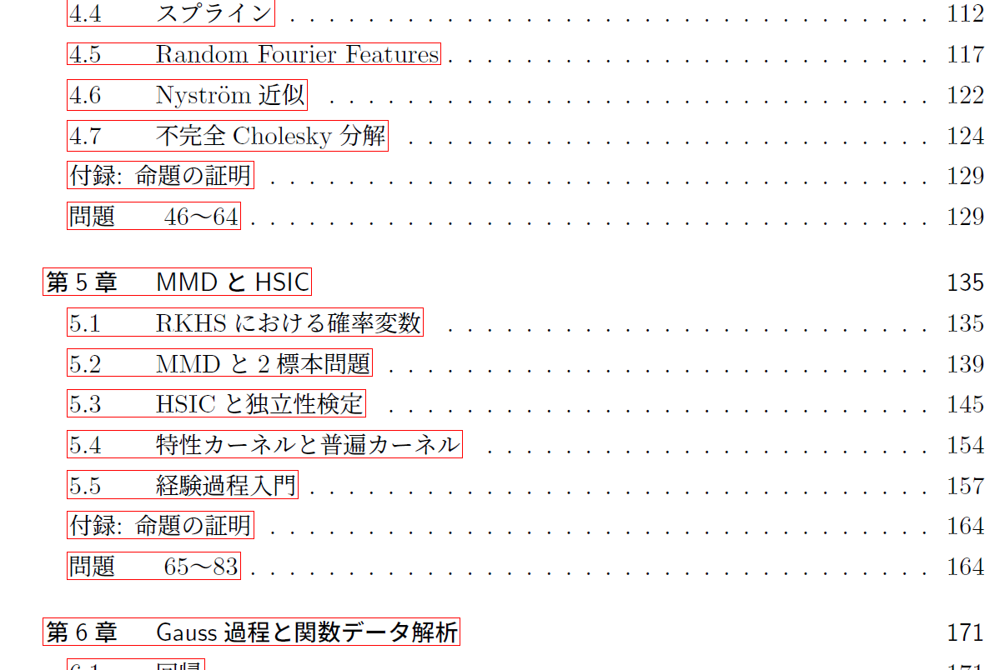 4.4 スプライン . . . . . . . . . . . . . . . . . . . . . . . . . . . . . . . . . 112
4.5 Random Fourier Features . . . . . . . . . . . . . . . . . . . . . . . . . 117
4.6 Nyström 近似 . . . . . . . . . . . . . . . . . . . . . . . . . . . . . . . 122
4.7 不完全 Cholesky 分解 . . . . . . . . . . . . . . . . . . . . . . . . . . . 124
付録: 命題の証明 . . . . . . . . . . . . . . . . . . . . . . . . . . . . . . . . . . 129
問題 46〜64 . . . . . . . . . . . . . . . . . . . . . . . . . . . . . . . . . . . 129
第 5 章 MMD と HSIC 135
5.1 RKHS における確率変数 . . . . . . . . . . . . . . . . . . . . . . . . . 135
5.2 MMD と 2 標本問題 . . . . . . . . . . . . . . . . . . . . . . . . . . . . 139
5.3 HSIC と独立性検定 . . . . . . . . . . . . . . . . . . . . . . . . . . . . 145
5.4 特性カーネルと普遍カーネル . . . . . . . . . . . . . . . . . . . . . . . 154
5.5 経験過程入門 . . . . . . . . . . . . . . . . . . . . . . . . . . . . . . . . 157
付録: 命題の証明 . . . . . . . . . . . . . . . . . . . . . . . . . . . . . . . . . . 164
問題 65〜83 . . . . . . . . . . . . . . . . . . . . . . . . . . . . . . . . . . . 164
第 6 章 Gauss 過程と関数データ解析 171
6.1 回帰 171